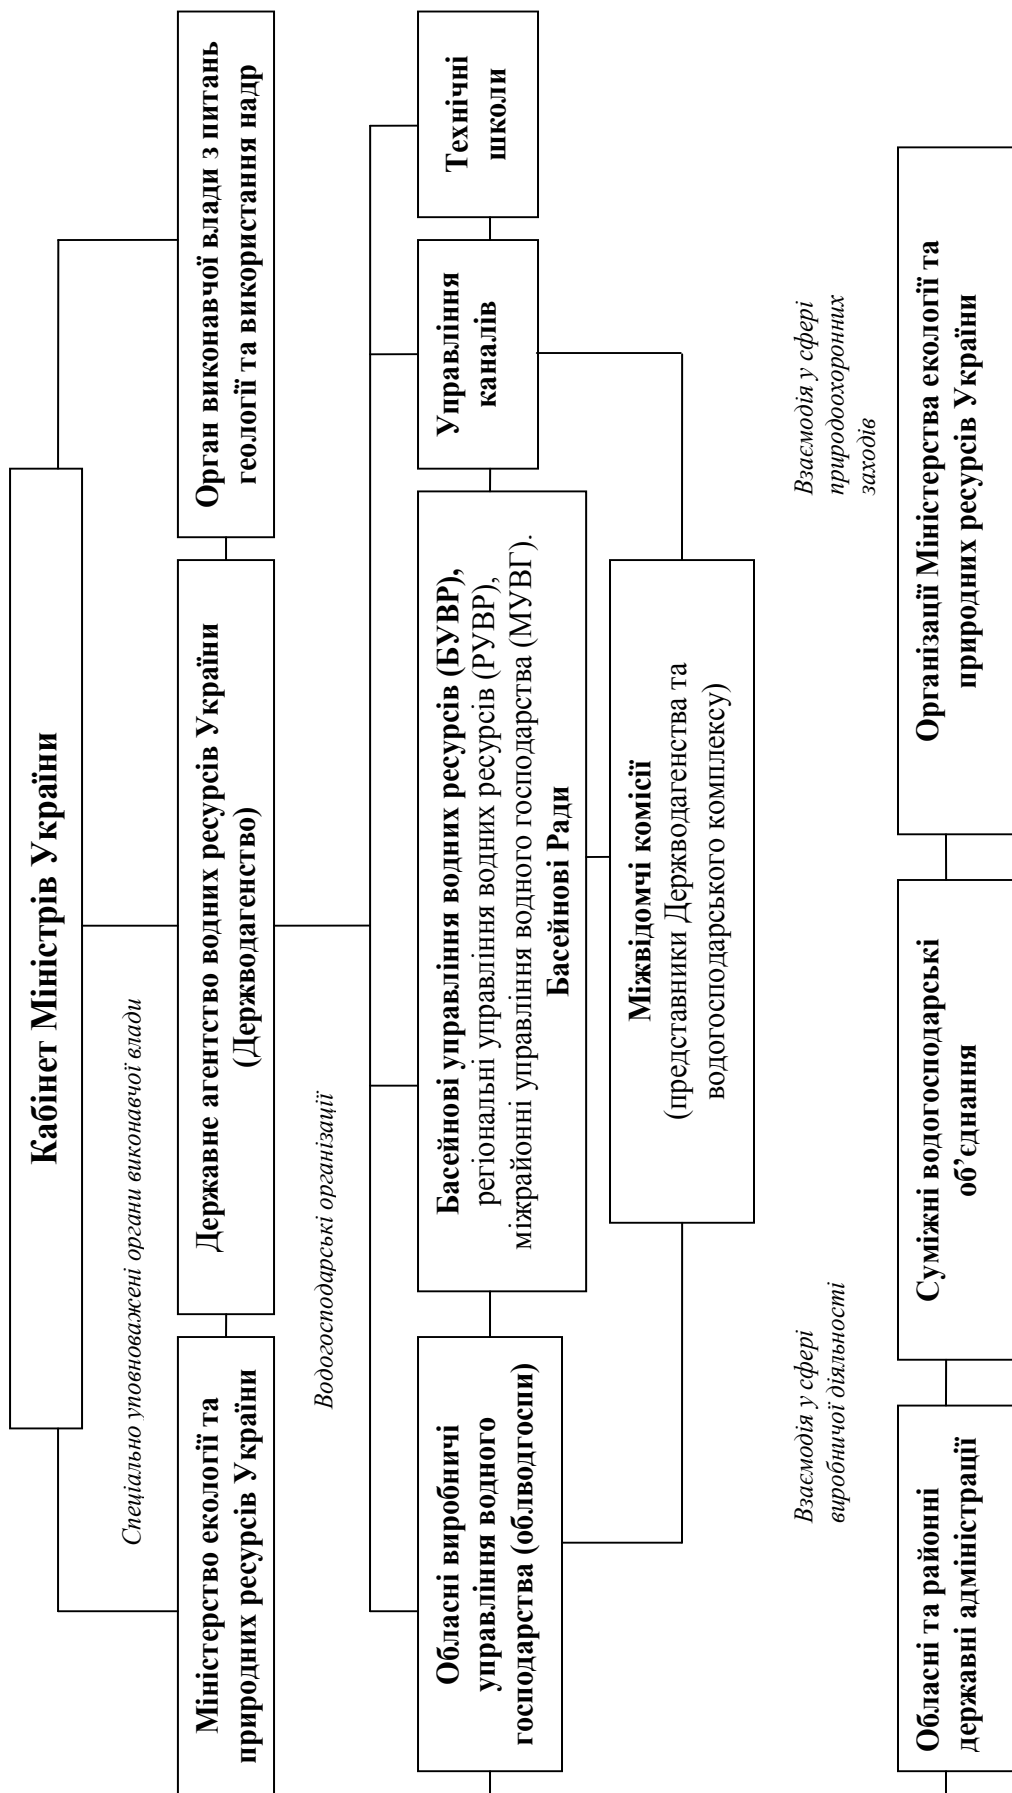 Кабінет Міністрів України
Спеціально уповноважені органи виконавчої влади
Міністерство екології та
природних ресурсів України
Державне агентство водних ресурсів України
(Держводагенство)
Орган виконавчої влади з питань
геології та використання надр
Водогосподарські організації
Обласні виробничі
управління водного
господарства (облводгоспи)
Басейнові управління водних ресурсів (БУВР),
регіональні управління водних ресурсів (РУВР),
міжрайонні управління водного господарства (МУВГ).
Басейнові Ради
Управління
каналів
Технічні
школи
Міжвідомчі комісії
(представники Держводагенства та
водогосподарського комплексу)
Взаємодія у сфері
виробничої діяльності
Взаємодія у сфері
природоохоронних
заходів
Обласні та районні
державні адміністрації
Суміжні водогосподарські
об’єднання
Організації Міністерства екології та
природних ресурсів України